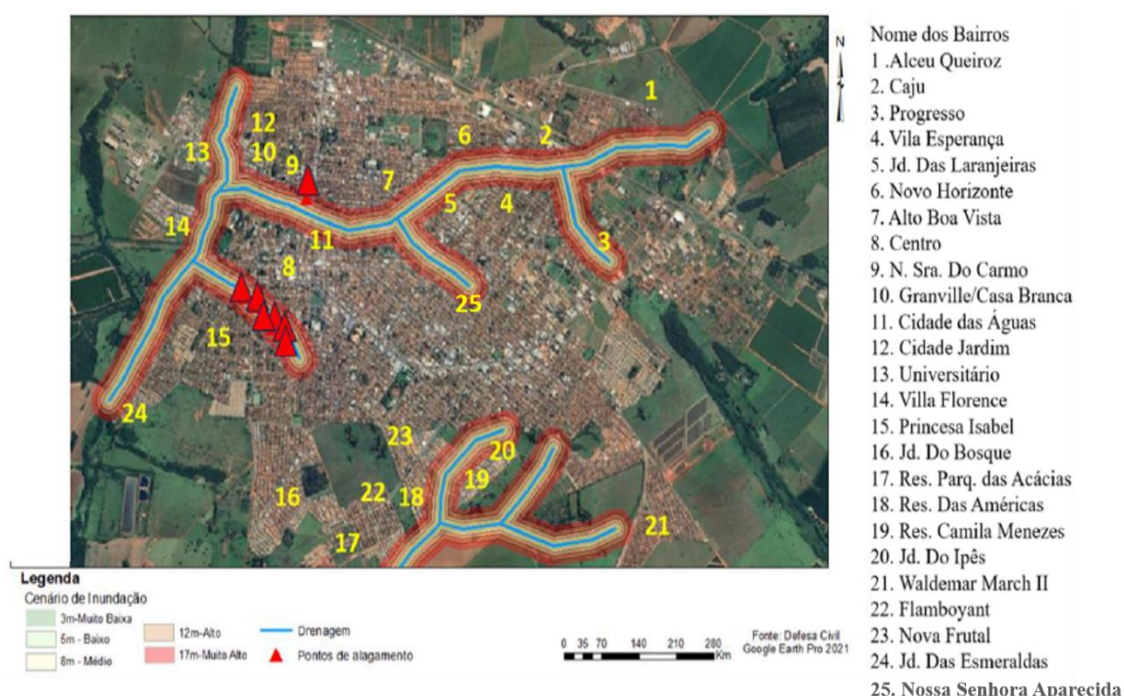 N
Nome dos Bairros
1 .Alceu Queiroz
2. Caju
3. Progresso
4. Vila Esperança
5. Jd. Das Laranjeiras
6. Novo Horizonte
7. Alto Boa Vista
8. Centro
9. N. Sra. Do Carmo
10. Granville/Casa Branca
11. Cidade das Águas
12. Cidade Jardim
13. Universitário
14. Villa Florence
15. Princesa Isabel
16. Jd. Do Bosque
17. Res. Parq. das Acácias
18. Res. Das Américas
19. Res. Camila Menezes
20. Jd. Do Ipês
21. Waldemar March II
22. Flamboyant
23. Nova Frutal
24. Jd. Das Esmeraldas
25. Nossa Senhora Aparecida
1
12
6
2
13
10
9
7
5
4
14
11
3
8
25
15
24
23
20
19
16
22
18
21
17
Legenda
Cenário de Inundação
3m-Muito Baixa
5m - Baixo
8m - Médio
12m-Alto
17m-Muito Alto
Drenagem
Pontos de alagamento
0 35 70 140 210 280
Km
Fonte: Defesa Civil
Google Earth Pro 2021